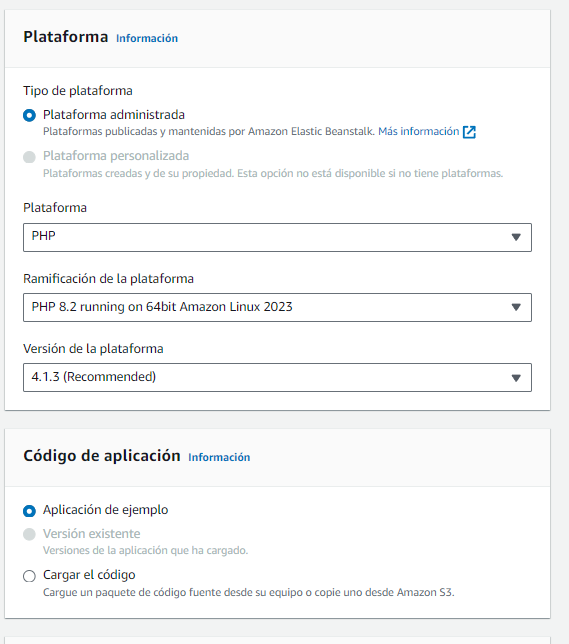 Plataforma Información
Tipo de plataforma
Plataforma administrada
Plataformas publicadas y mantenidas por Amazon Elastic Beanstalk. Más información
Plataforma personalizada
Plataformas creadas y de su propiedad. Esta opción no está disponible si no tiene plataformas.
Plataforma
PHP
Ramificación de la plataforma
PHP 8.2 running on 64bit Amazon Linux 2023
Versión de la plataforma
4.1.3 (Recommended)
Código de aplicación Información
Aplicación de ejemplo
Versión existente
Versiones de la aplicación que ha cargado.
Cargar el código
Cargue un paquete de código fuente desde su equipo o copie uno desde Amazon S3.